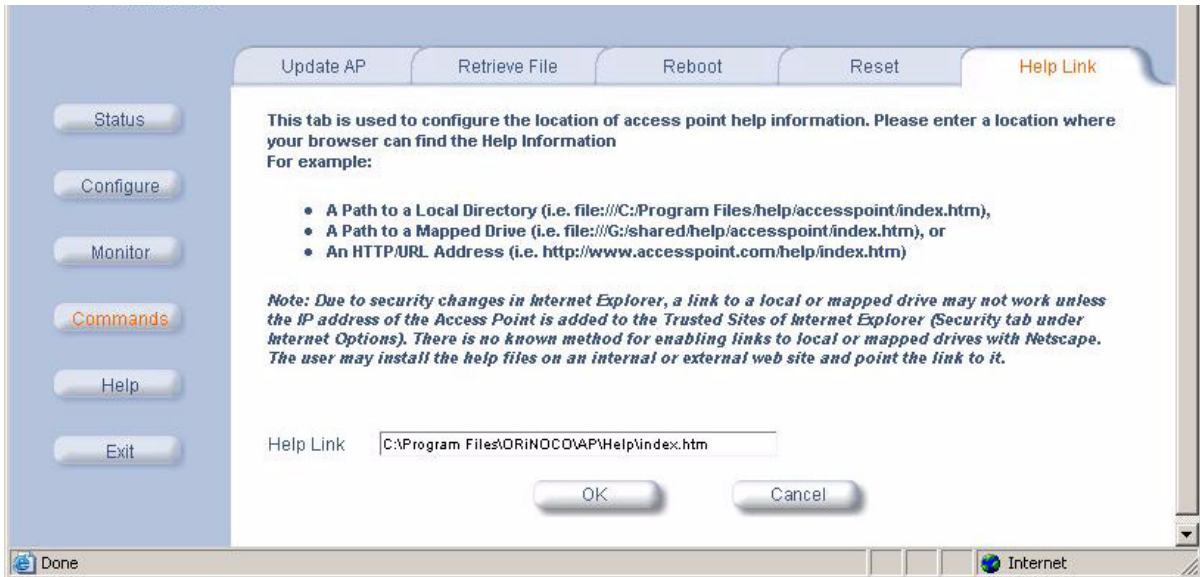 Update AP
Retrieve File
Reboot
Reset
Help Link
Status
Configure
Monitor
Commands
Help
Exit
This tab is used to configure the location of access point help information. Please enter a location where
your browser can find the Help Information
For example:
• A Path to a Local Directory (i.e. file:///C:/Program Files/help/accesspoint/index.htm),
• A Path to a Mapped Drive (i.e. file:///G:/shared/help/accesspoint/index.htm), or
• An HTTP/URL Address (i.e. http://www.accesspoint.com/help/index.htm)
Note: Due to security changes in Internet Explorer, a link to a local or mapped drive may not work unless
the IP address of the Access Point is added to the Trusted Sites of Internet Explorer (Security tab under
Internet Options). There is no known method for enabling links to local or mapped drives with Netscape.
The user may install the help files on an internal or external web site and point the link to it.
Help Link
C:\Program Files\ORiNOCO\AP\Help\index.htm
OK
Cancel
Done
Internet